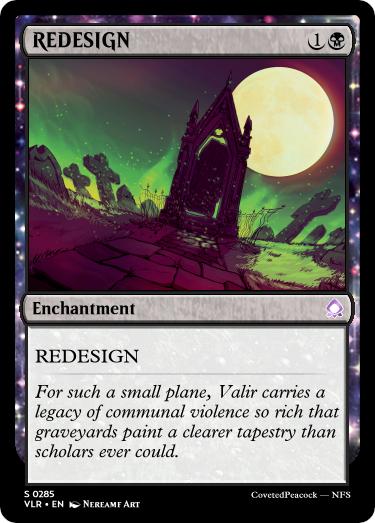 REDESIGN 1
Enchantment
REDESIGN
For such a small plane, Valir carries a
legacy of communal violence so rich that
graveyards paint a clearer tapestry than
scholars ever could.
S 0285
VLR • EN NEREAMF ART
CovetedPeacock — NFS